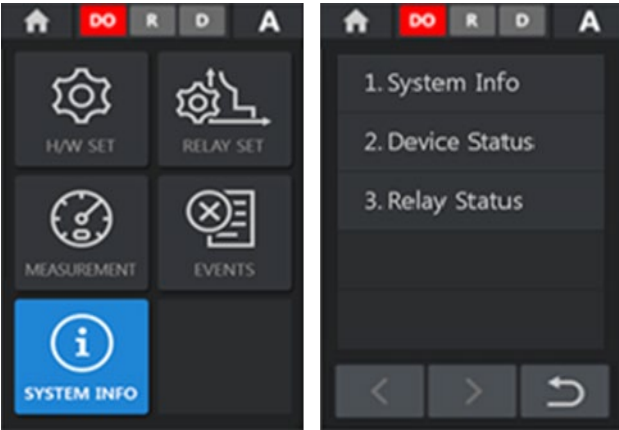 DO R D A
H/W SET RELAY SET
MEASUREMENT EVENTS
SYSTEM INFO
DO R D A
1. System Info
2. Device Status
3. Relay Status